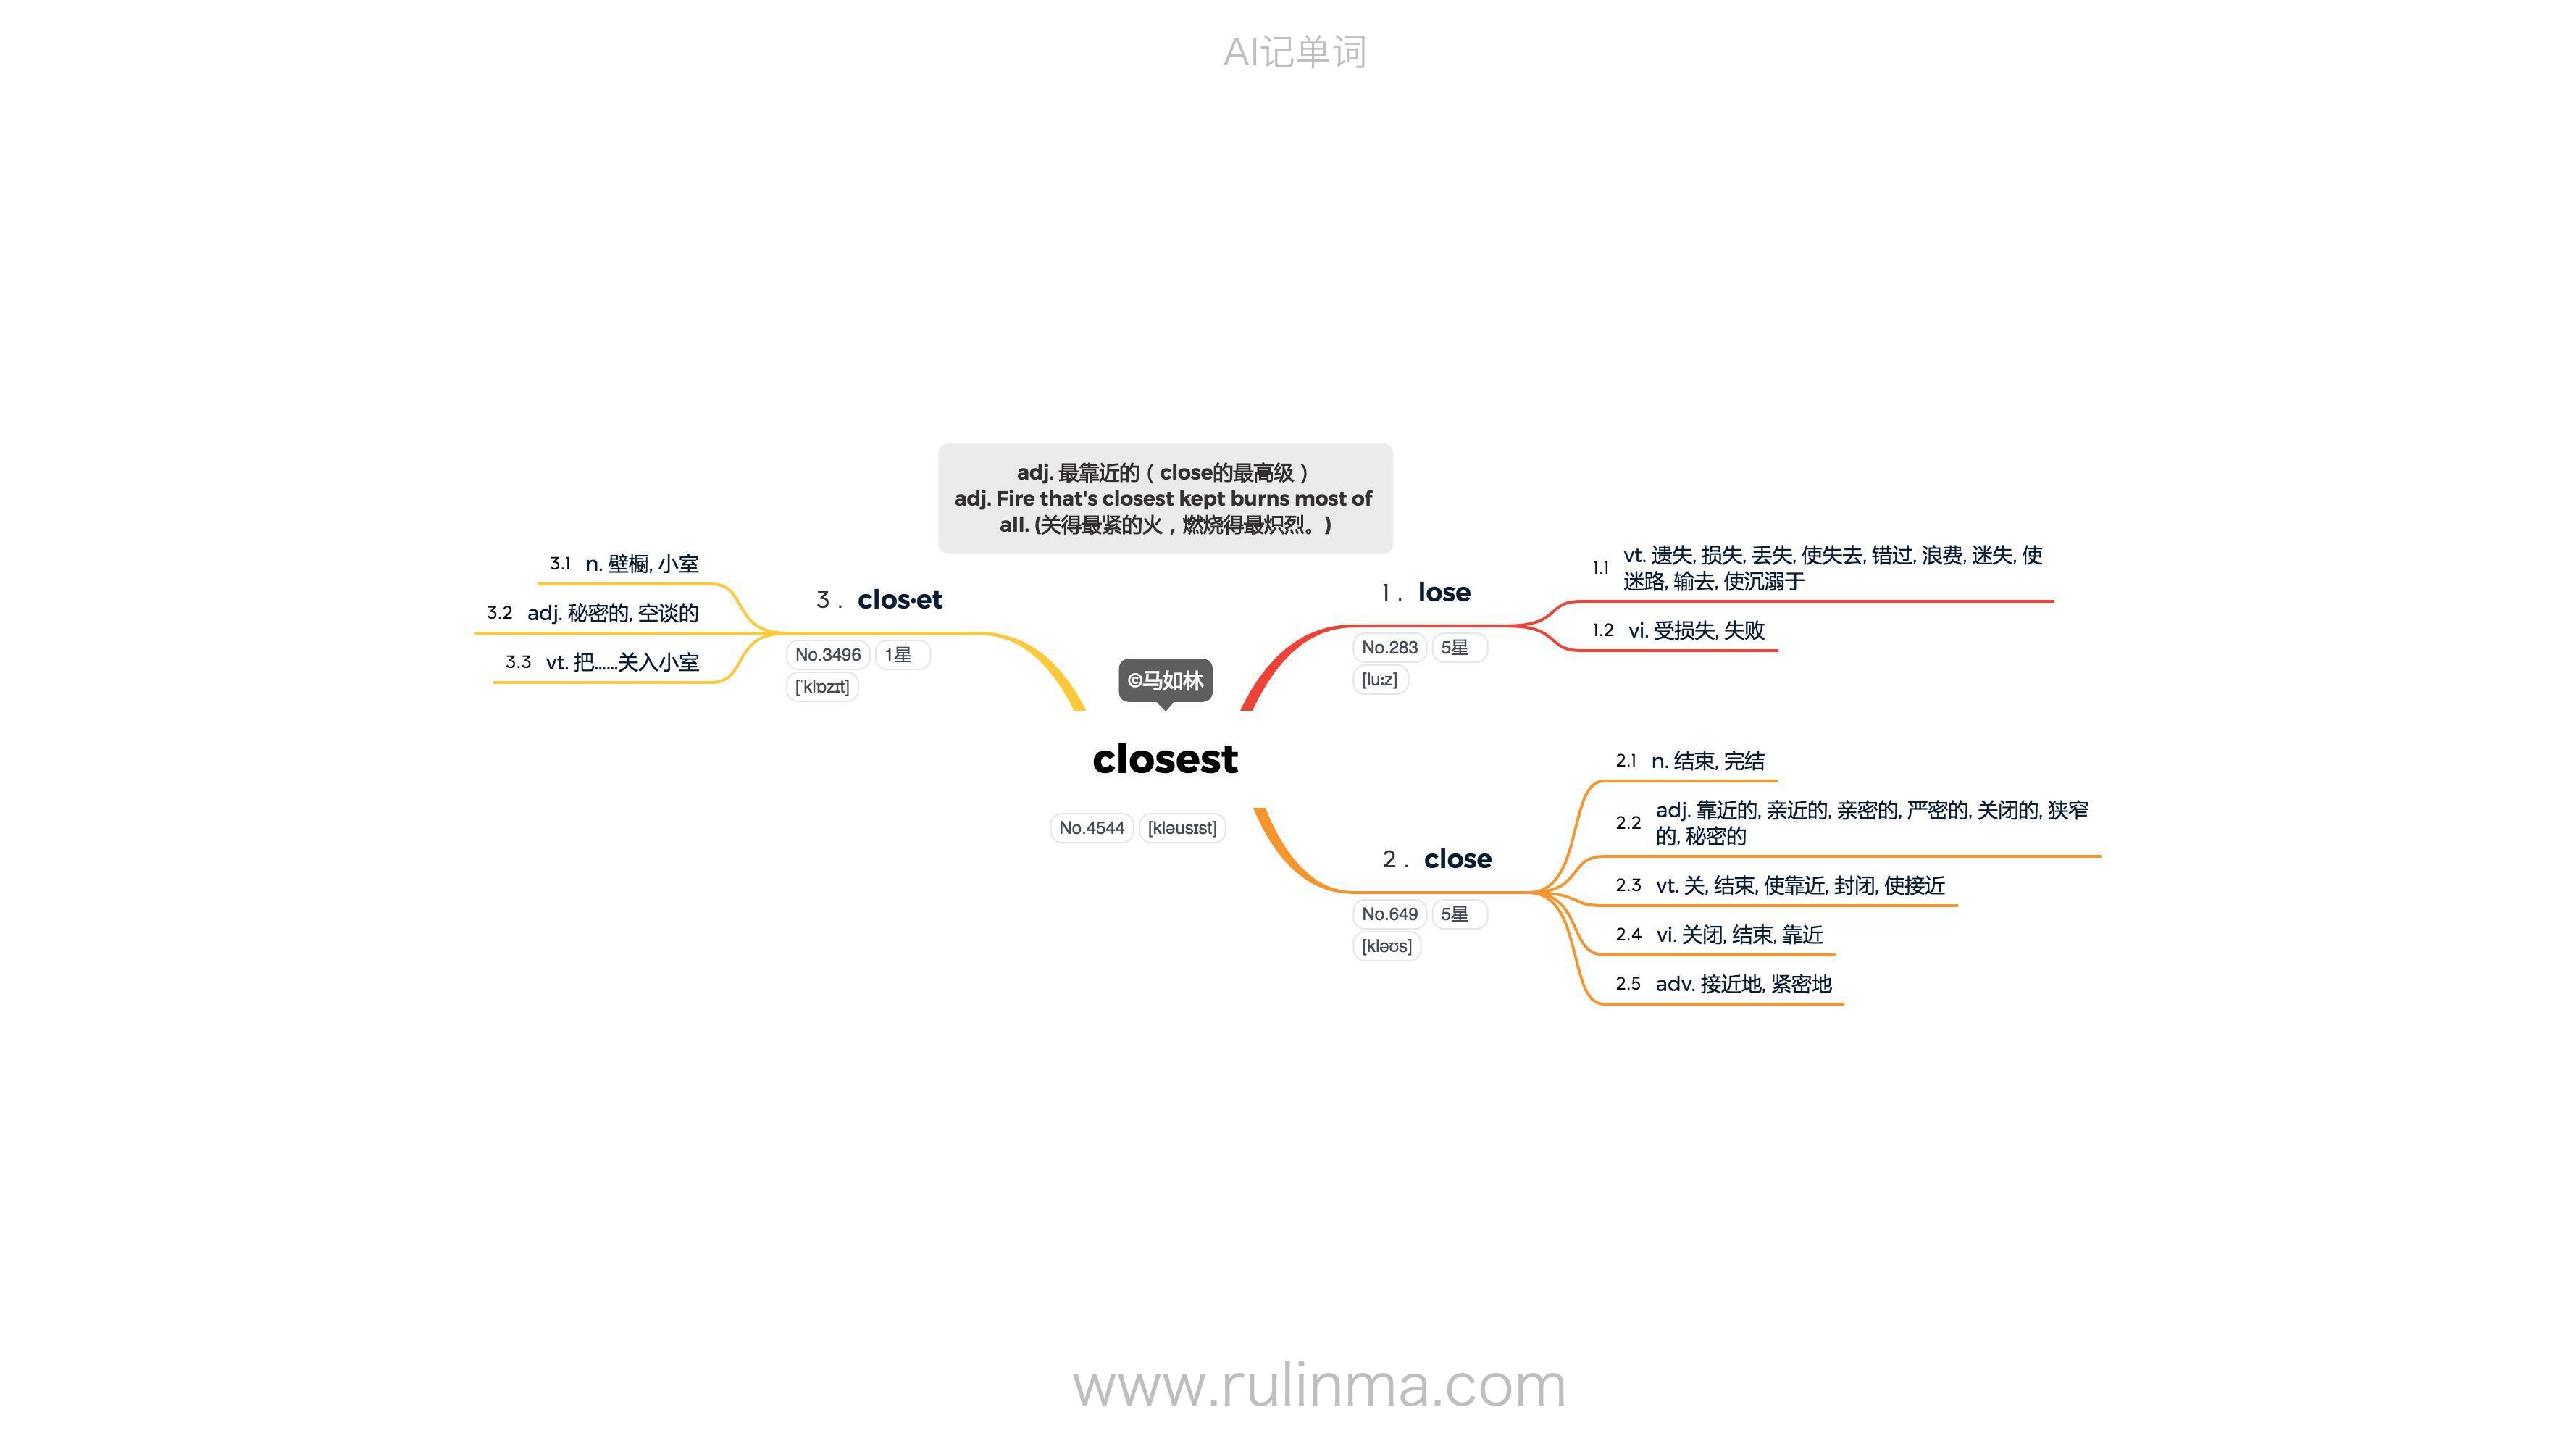 AI记单词
adj. 最靠近的（close的最高级）
adj. Fire that's closest kept burns most of
all. (关得最紧的火，燃烧得最炽烈。)
©马如林
closest
No.4544 [kləusɪst]
1 . lose
No.283 5星
[luːz]
1.1 vt. 遗失, 损失, 丢失, 使失去, 错过, 浪费, 迷失, 使
迷路, 输去, 使沉溺于
1.2 vi. 受损失, 失败
2 . close
No.649 5星
[kləʊs]
2.1 n. 结束, 完结
2.2 adj. 靠近的, 亲近的, 亲密的, 严密的, 关闭的, 狭窄
的, 秘密的
2.3 vt. 关, 结束, 使靠近, 封闭, 使接近
2.4 vi. 关闭, 结束, 靠近
2.5 adv. 接近地, 紧密地
3 . clos·et
No.3496 1星
[ˈklɒzɪt]
3.1 n. 壁橱, 小室
3.2 adj. 秘密的, 空谈的
3.3 vt. 把……关入小室
www.rulinma.com